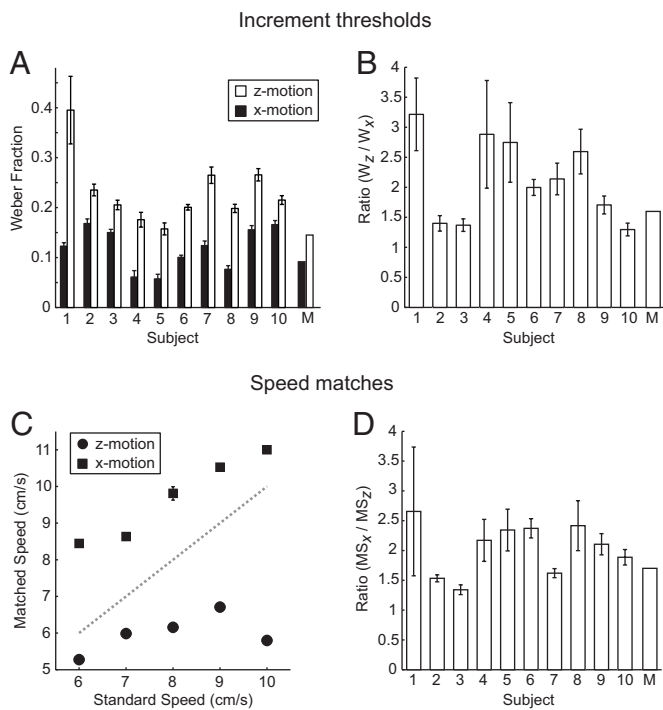 Increment thresholds
A
z-motion
x-motion
Weber Fraction
0.4
0.3
0.2
0.1
0
1 2 3 4 5 6 7 8 9 10 M
Subject
B
Ratio (Wz / Wx)
4
3.5
3
2.5
2
1.5
1
0.5
0
1 2 3 4 5 6 7 8 9 10 M
Subject
Speed matches
C
z-motion
x-motion
Matched Speed (cm/s)
11
10
9
8
7
6
5
6 7 8 9 10
Standard Speed (cm/s)
D
Ratio (MSx / MSz)
4
3.5
3
2.5
2
1.5
1
0.5
0
1 2 3 4 5 6 7 8 9 10 M
Subject